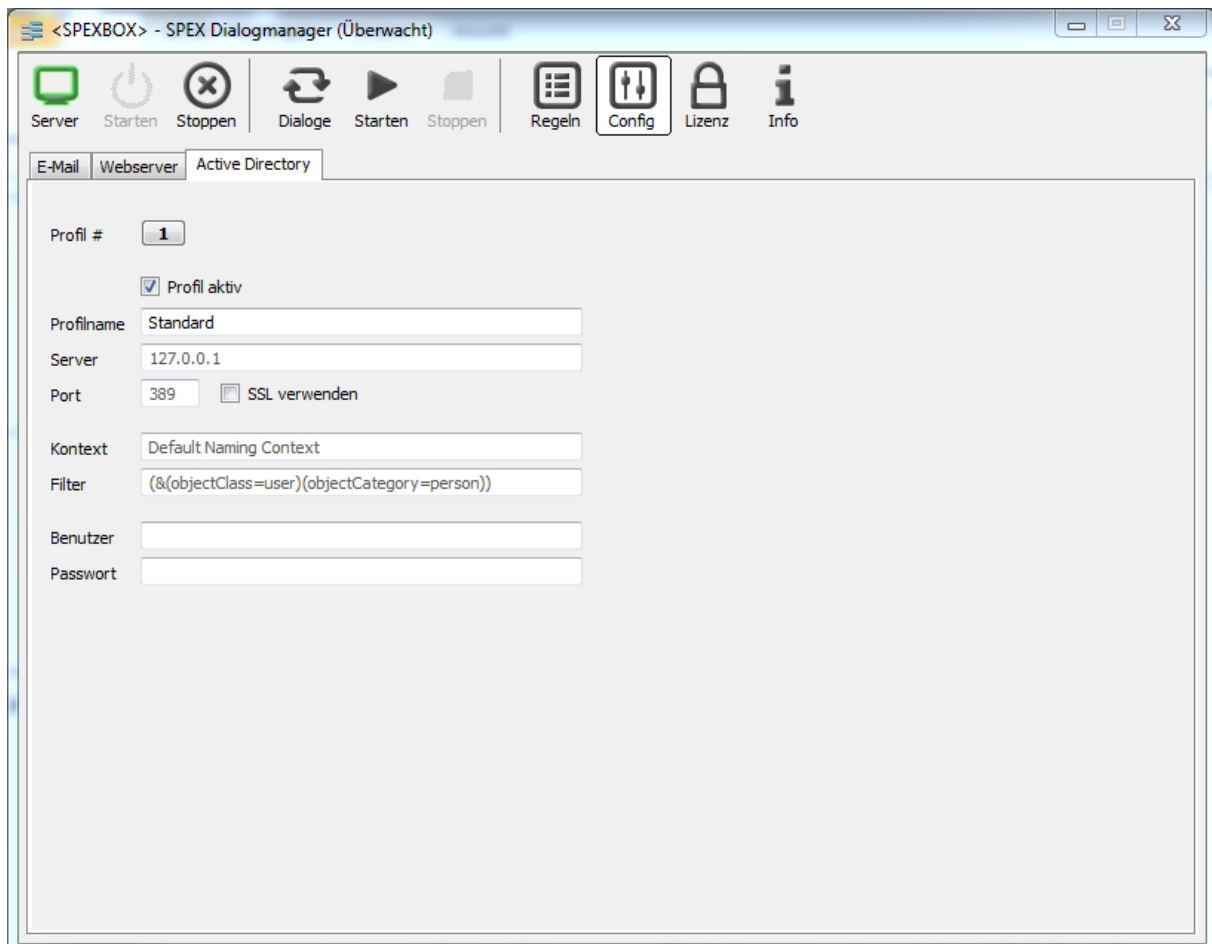 <SPEXBOX> - SPEX Dialogmanager (Überwacht)
Server Starten Stoppen Dialoge Starten Stoppen Regeln Config Lizenz Info
E-Mail Webserver Active Directory
Profil # 1
Profil aktiv
Profilname Standard
Server 127.0.0.1
Port 389 SSL verwenden
Kontext Default Naming Context
Filter (&(objectClass=user)(objectCategory=person))
Benutzer
Passwort